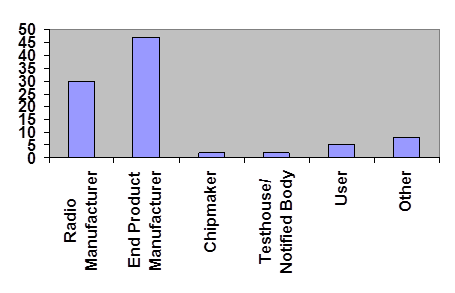 50
45
40
35
30
25
20
15
10
5
0
Radio
Manufacturer
End Product
Manufacturer
Chipmaker
Testhouse/
Notified Body
User
Other